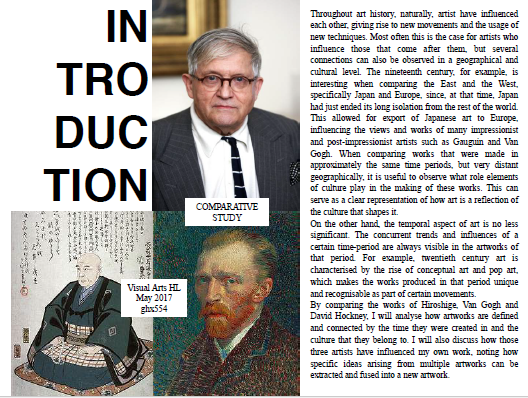 IN
TRO
DUC
TION
COMPARATIVE
STUDY
Visual Arts HL
May 2017
ghx554
Throughout art history, naturally, artist have influenced
each other, giving rise to new movements and the usage of
new techniques. Most often this is the case for artists who
influence those that come after them, but several
connections can also be observed in a geographical and
cultural level. The nineteenth century, for example, is
interesting when comparing the East and the West,
specifically Japan and Europe, since, at that time, Japan
had just ended its long isolation from the rest of the world.
This allowed for export of Japanese art to Europe,
influencing the views and works of many impressionist
and post-impressionist artists such as Gauguin and Van
Gogh. When comparing works that were made in
approximately the same time periods, but very distant
geographically, it is useful to observe what role elements
of culture play in the making of these works. This can
serve as a clear representation of how art is a reflection of
the culture that shapes it.
On the other hand, the temporal aspect of art is no less
significant. The concurrent trends and influences of a
certain time-period are always visible in the artworks of
that period. For example, twentieth century art is
characterised by the rise of conceptual art and pop art,
which makes the works produced in that period unique
and recognisable as part of certain movements.
By comparing the works of Hiroshige, Van Gogh and
David Hockney, I will analyse how artworks are defined
and connected by the time they were created in and the
culture that they belong to. I will also discuss how those
three artists have influenced my own work, noting how
specific ideas arising from multiple artworks can be
extracted and fused into a new artwork.